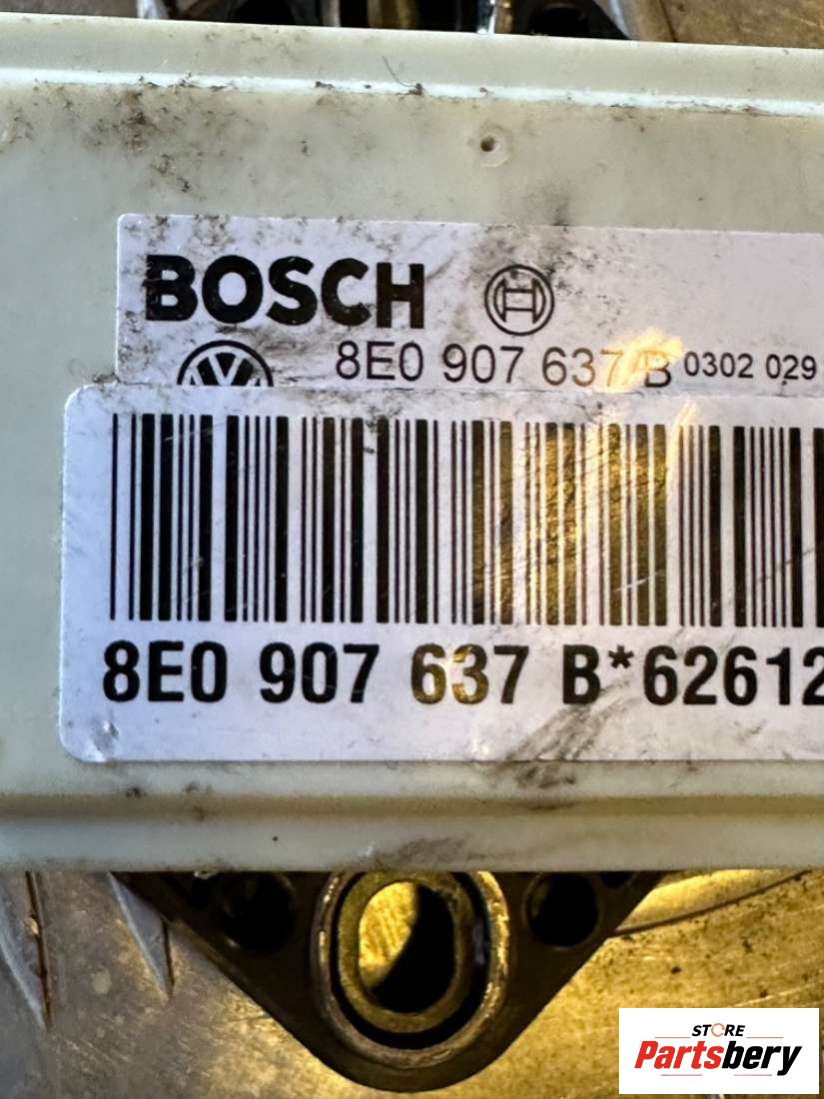 BOSCH
8E0 907 637 B 0302 029
8E0 907 637 B*62612
STORE
Partsbery